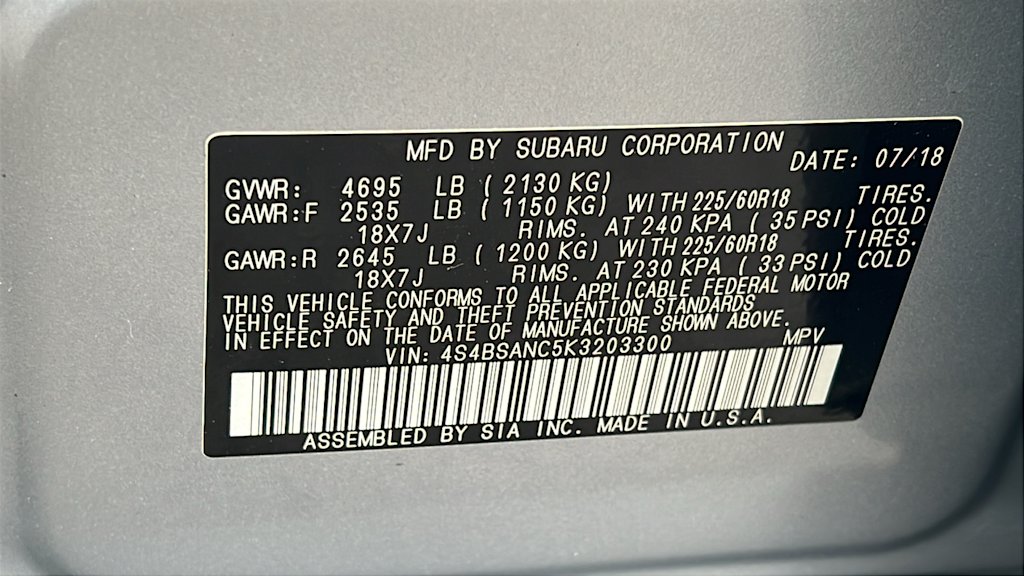 MFD BY SUBARU CORPORATION
DATE: 07/18
GVWR: 4695 LB ( 2130 KG)
GAWR:F 2535 LB ( 1150 KG) WITH 225/60R18 TIRES.
18X7J RIMS. AT 240 KPA ( 35 PSI) COLD
GAWR:R 2645 LB ( 1200 KG) WITH 225/60R18 TIRES.
18X7J RIMS. AT 230 KPA ( 33 PSI) COLD
THIS VEHICLE CONFORMS TO ALL APPLICABLE FEDERAL MOTOR
VEHICLE SAFETY AND THEFT PREVENTION STANDARDS
IN EFFECT ON THE DATE OF MANUFACTURE SHOWN ABOVE.
VIN: 4S4BSANC5K3203300 MPV
ASSEMBLED BY SIA INC. MADE IN U.S.A.